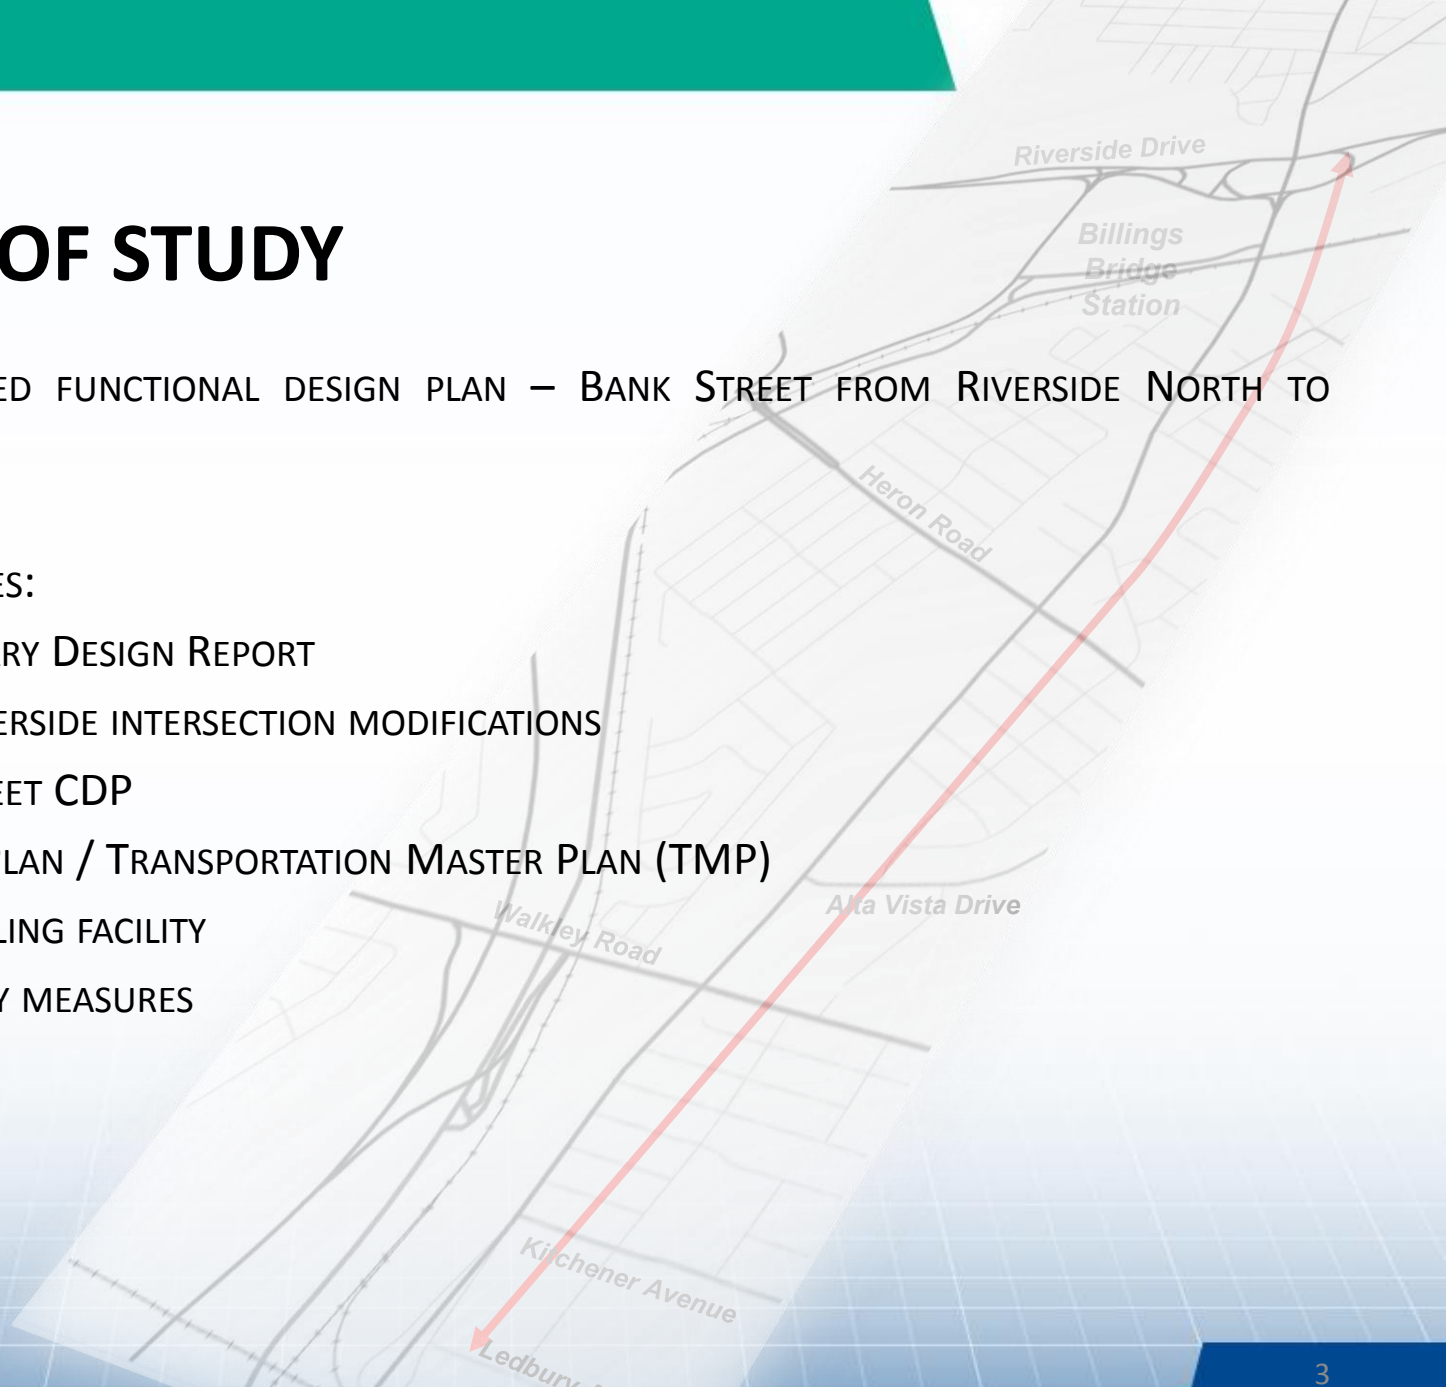 OF STUDY
ED FUNCTIONAL DESIGN PLAN – BANK STREET FROM RIVERSIDE NORTH TO
ES:
RY DESIGN REPORT
ERSIDE INTERSECTION MODIFICATIONS
EET CDP
LAN / TRANSPORTATION MASTER PLAN (TMP)
LING FACILITY
Y MEASURES
Riverside Drive
Billings
Bridge
Station
Heron Road
Alta Vista Drive
Walkley Road
Kitchener Avenue
Ledbury
3